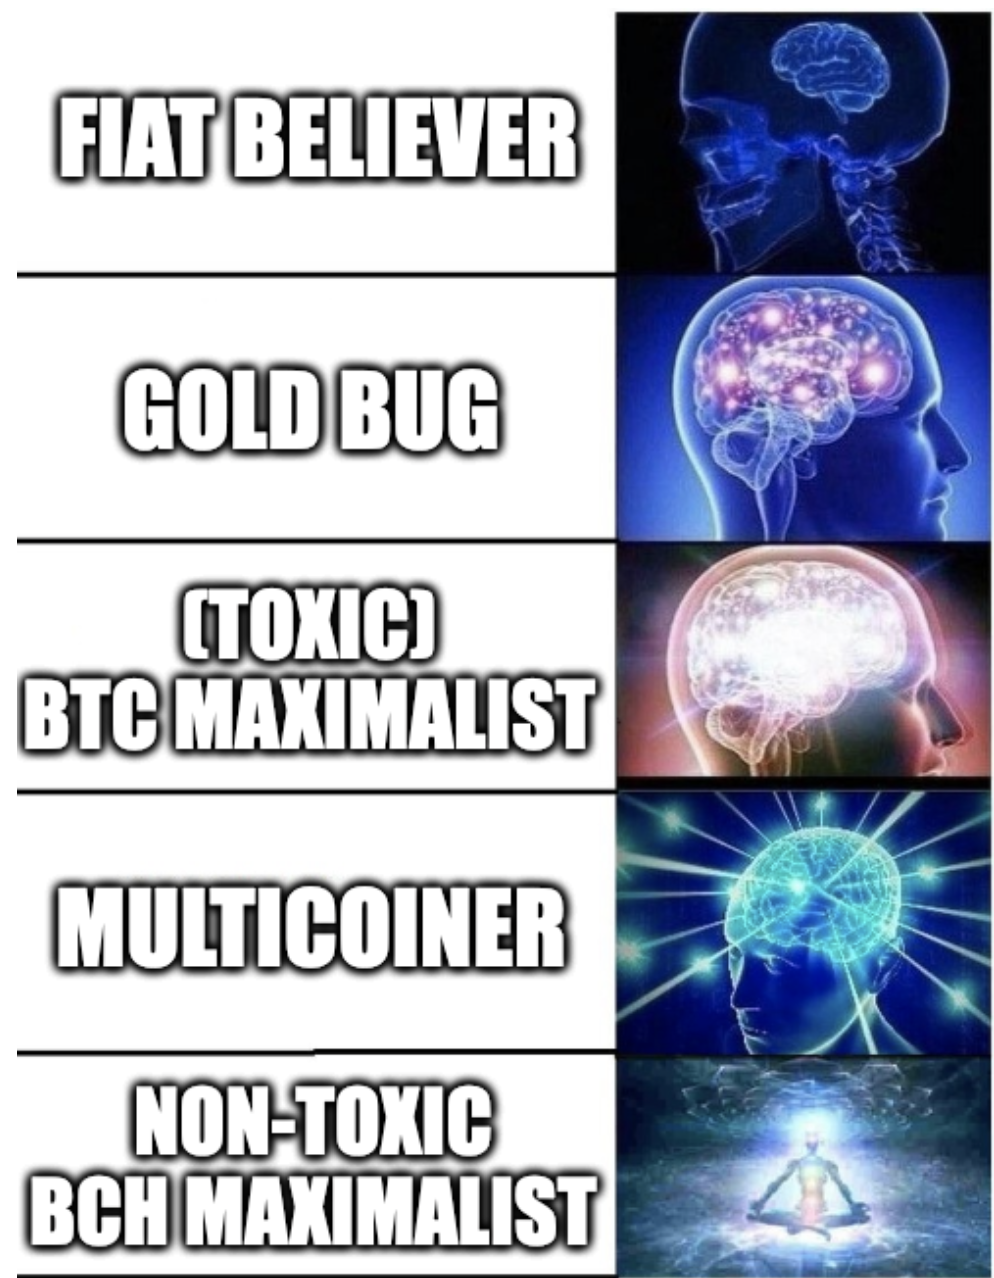 FIAT BELIEVER
GOLD BUG
(TOXIC)
BTC MAXIMALIST
MULTICOINER
NON-TOXIC
BCH MAXIMALIST